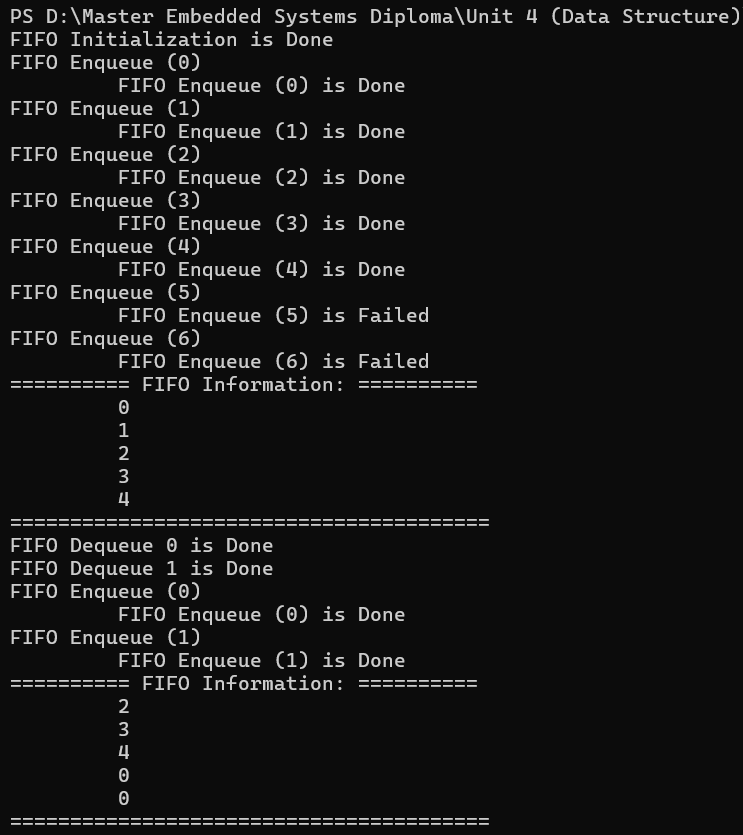 PS D:\Master Embedded Systems Diploma\Unit 4 (Data Structure)
FIFO Initialization is Done
FIFO Enqueue (0)
FIFO Enqueue (0) is Done
FIFO Enqueue (1)
FIFO Enqueue (1) is Done
FIFO Enqueue (2)
FIFO Enqueue (2) is Done
FIFO Enqueue (3)
FIFO Enqueue (3) is Done
FIFO Enqueue (4)
FIFO Enqueue (4) is Done
FIFO Enqueue (5)
FIFO Enqueue (5) is Failed
FIFO Enqueue (6)
FIFO Enqueue (6) is Failed
========== FIFO Information: ==========
0
1
2
3
4
========================================
FIFO Dequeue 0 is Done
FIFO Dequeue 1 is Done
FIFO Enqueue (0)
FIFO Enqueue (0) is Done
FIFO Enqueue (1)
FIFO Enqueue (1) is Done
========== FIFO Information: ==========
2
3
4
0
0
========================================